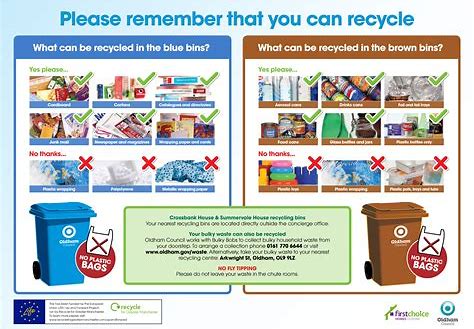 Please remember that you can recycle
What can be recycled in the blue bins?
Yes please...
Cardboard
Cartons
Catalogues and directories
Junk mail
Newspaper and magazines
Wrapping paper and cards
No thanks...
Plastic wrapping
Polystyrene
Metallic wrapping paper
What can be recycled in the brown bins?
Yes please...
Aerosol cans
Drinks cans
Foil and foil trays
Food cans
Glass bottles and jars
Plastic bottles only
No thanks...
Plastic wrapping
Plastic pots, trays and tubs
Oldham
Council
NO PLASTIC
BAGS
Crossbank House & Summervale House recycling bins
Your nearest recycling bins are located directly outside the concierge office.
Your bulky waste can also be recycled
Oldham Council work with Bulky Bobs to collect bulky household waste from
your doorstep. To arrange a collection phone 0161 770 6644 or visit
www.oldham.gov/waste. Alternatively, take your bulky waste to your nearest
recycling centre: Arkwright St, Oldham, OL9 9LZ.
NO FLY TIPPING
Please do not leave your waste in the chute rooms.
Oldham
Council
NO PLASTIC
BAGS
recycle
for Greater Manchester
firstchoice
Oldham
Council